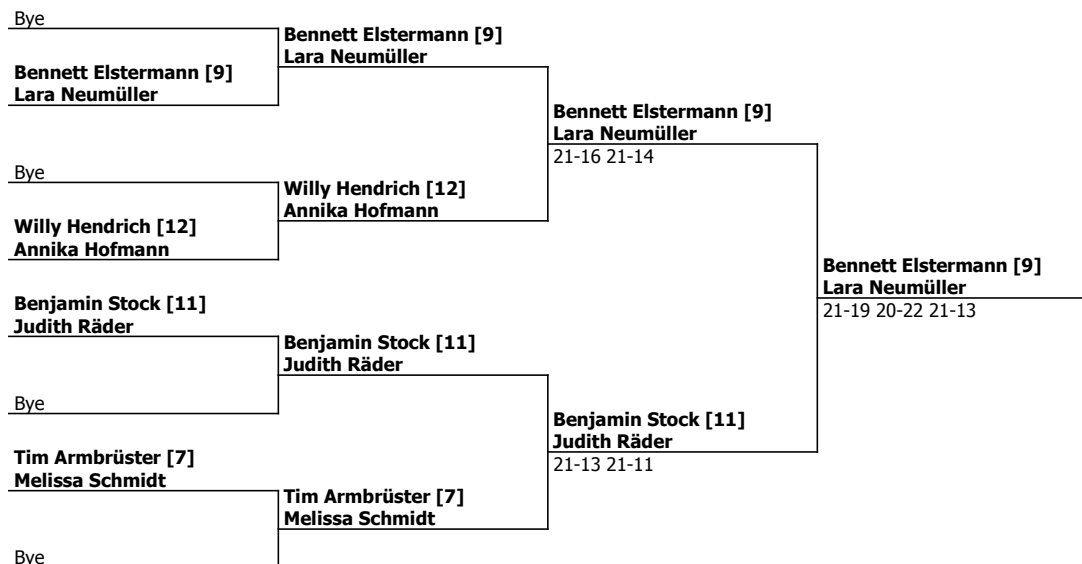 Bye
Bennett Elstermann [9]
Lara Neumüller
Bennett Elstermann [9]
Lara Neumüller
Bennett Elstermann [9]
Lara Neumüller
21-16 21-14
Bye
Willy Hendrich [12]
Annika Hofmann
Willy Hendrich [12]
Annika Hofmann
Bennett Elstermann [9]
Lara Neumüller
21-19 20-22 21-13
Benjamin Stock [11]
Judith Räder
Benjamin Stock [11]
Judith Räder
Bye
Benjamin Stock [11]
Judith Räder
21-13 21-11
Tim Armbrüster [7]
Melissa Schmidt
Tim Armbrüster [7]
Melissa Schmidt
Bye